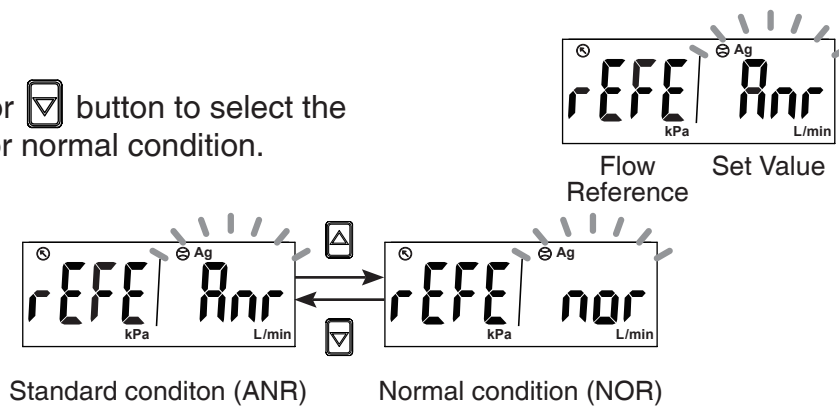 Ag
rEFE Anr
kPa L/min
Flow Reference Set Value
or button to select the
or normal condition.
Ag
rEFE Anr
kPa L/min
Ag
rEFE nor
kPa L/min
Standard conditon (ANR) Normal condition (NOR)